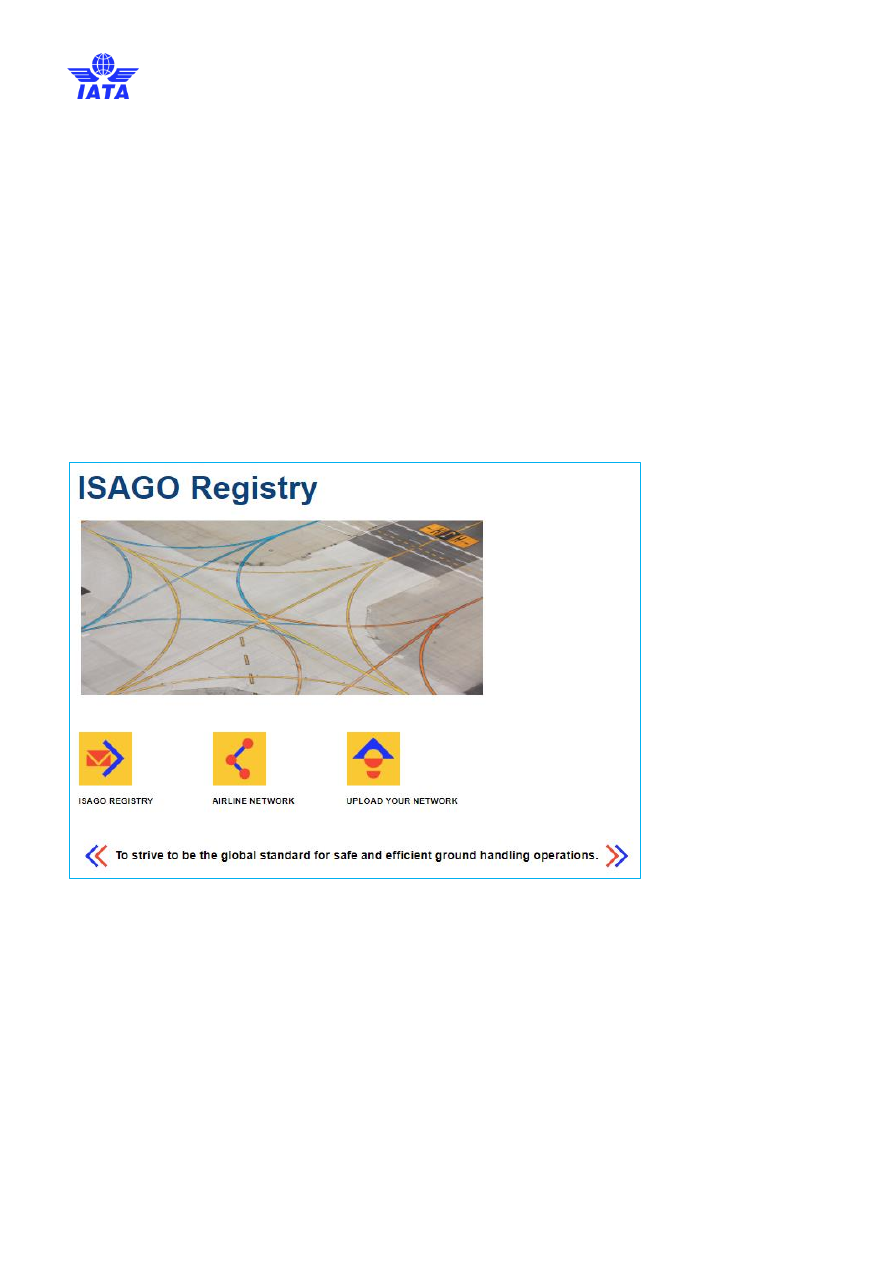 IATA
ISAGO Registry
ISAGO REGISTRY
AIRLINE NETWORK
UPLOAD YOUR NETWORK
To strive to be the global standard for safe and efficient ground handling operations.